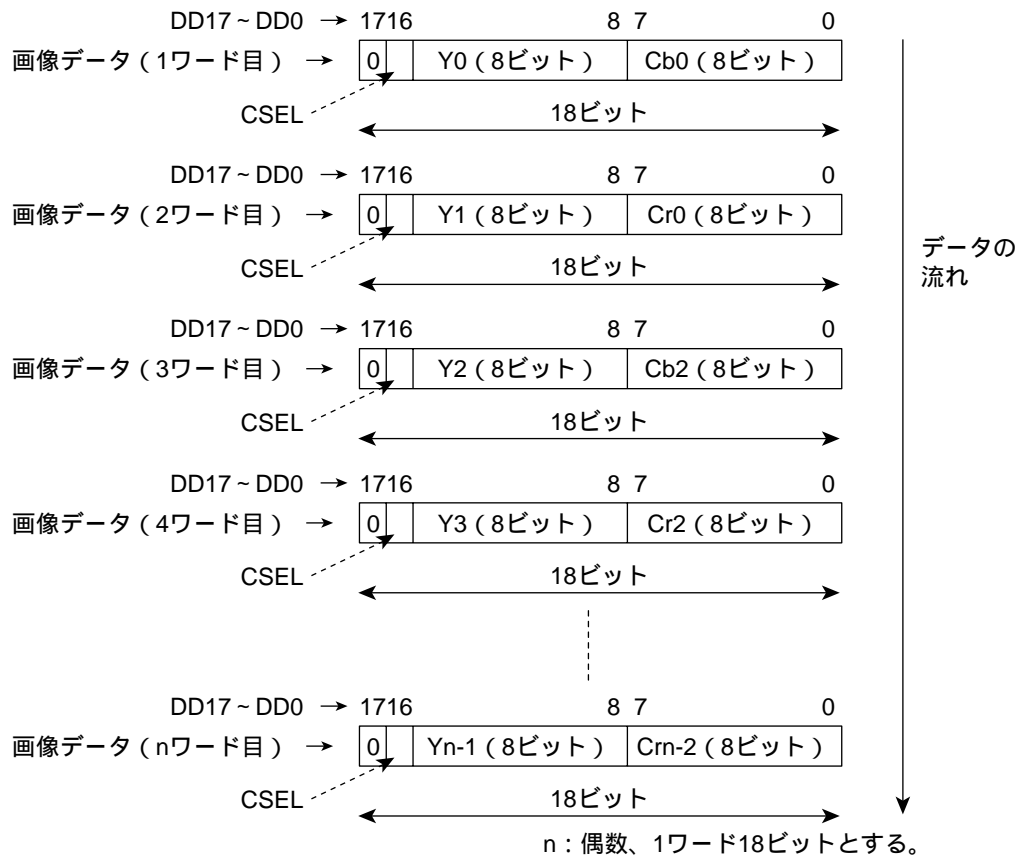 DD17~DD0 → 1716 8 7 0
画像データ(1ワード目) → 0 Y0(8ビット) Cb0(8ビット)
CSEL 18ビット
DD17~DD0 → 1716 8 7 0
画像データ(2ワード目) → 0 Y1(8ビット) Cr0(8ビット)
CSEL 18ビット
データの
流れ
DD17~DD0 → 1716 8 7 0
画像データ(3ワード目) → 0 Y2(8ビット) Cb2(8ビット)
CSEL 18ビット
DD17~DD0 → 1716 8 7 0
画像データ(4ワード目) → 0 Y3(8ビット) Cr2(8ビット)
CSEL 18ビット
DD17~DD0 → 1716 8 7 0
画像データ(nワード目) → 0 Yn-1(8ビット) Crn-2(8ビット)
CSEL 18ビット
n:偶数、1ワード18ビットとする。